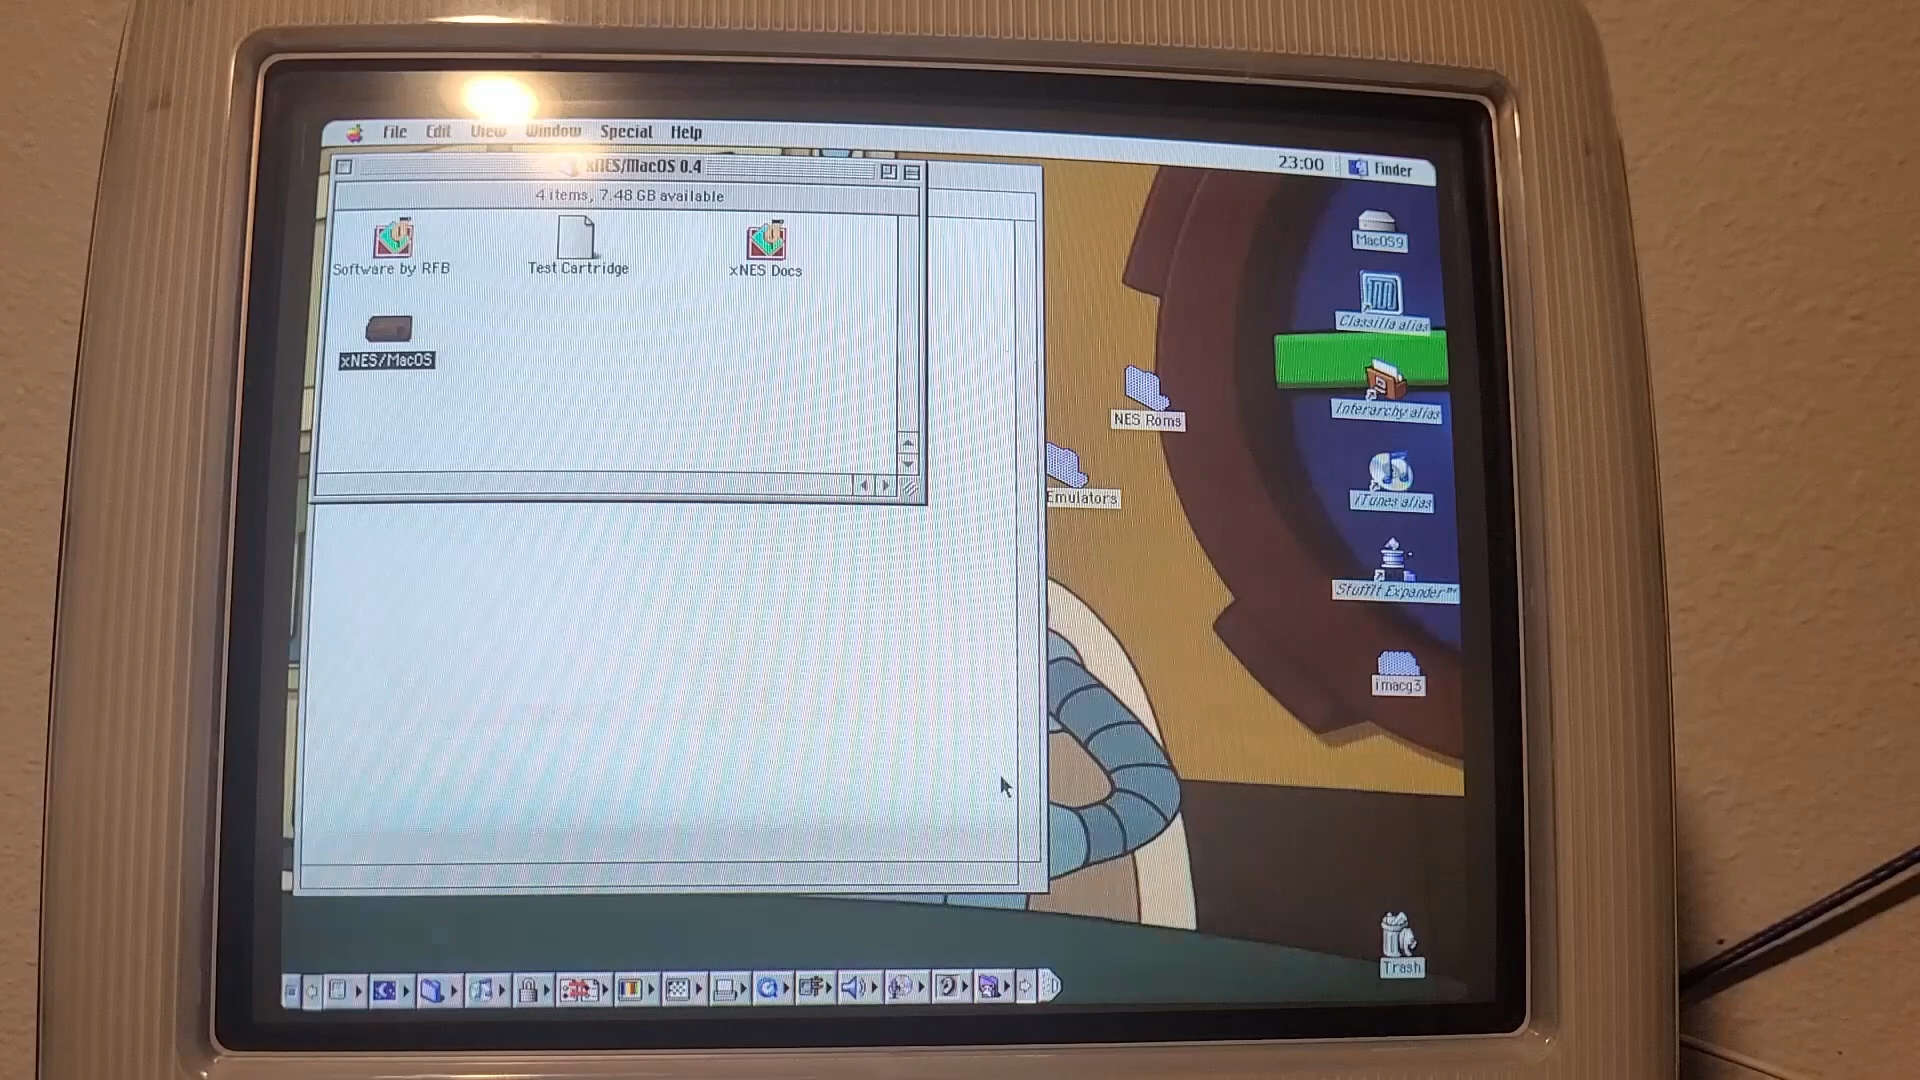 File Edit View Window Special Help
23:00 Finder
xNES/MacOS 0.4
4 items, 7.48 GB available
Software by RFB
Test Cartridge
xNES Docs
xNES/MacOS
MacOS9
Classilla alias
Interarchy alias
NES Roms
Emulators
iTunes alias
StuffIt Expander™
imacg3
Trash